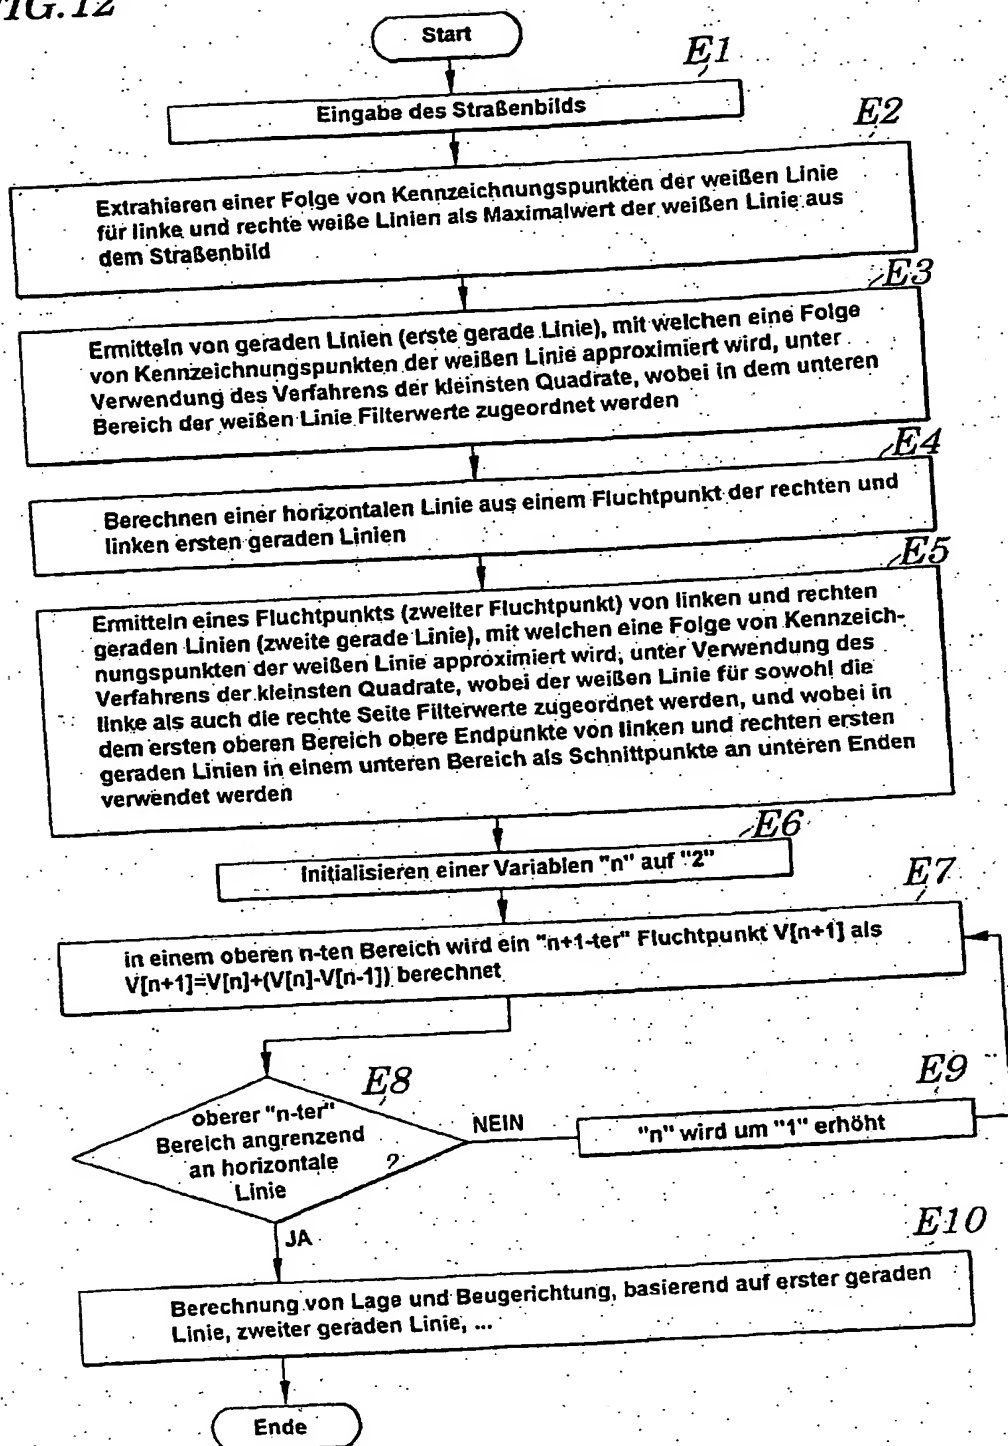 FIG.12
Start
E1
Eingabe des Straßenbilds
E2
Extrahieren einer Folge von Kennzeichnungspunkten der weißen Linie
für linke und rechte weiße Linien als Maximalwert der weißen Linie aus
dem Straßenbild
E3
Ermitteln von geraden Linien (erste gerade Linie), mit welchen eine Folge
von Kennzeichnungspunkten der weißen Linie approximiert wird, unter
Verwendung des Verfahrens der kleinsten Quadrate, wobei in dem unteren
Bereich der weißen Linie Filterwerte zugeordnet werden
E4
Berechnen einer horizontalen Linie aus einem Fluchtpunkt der rechten und
linken ersten geraden Linien
E5
Ermitteln eines Fluchtpunkts (zweiter Fluchtpunkt) von linken und rechten
geraden Linien (zweite gerade Linie), mit welchen eine Folge von Kennzeich-
nungspunkten der weißen Linie approximiert wird, unter Verwendung des
Verfahrens der kleinsten Quadrate, wobei der weißen Linie für sowohl die
linke als auch die rechte Seite Filterwerte zugeordnet werden, und wobei in
dem ersten oberen Bereich obere Endpunkte von linken und rechten ersten
geraden Linien in einem unteren Bereich als Schnittpunkte an unteren Enden
verwendet werden
E6
Initialisieren einer Variablen "n" auf "2"
E7
in einem oberen n-ten Bereich wird ein "n+1-ter" Fluchtpunkt V[n+1] als
V[n+1]=V[n]+(V[n]-V[n-1]) berechnet
E8
oberer "n-ter"
Bereich angrenzend
an horizontale ?
Linie
NEIN
E9
"n" wird um "1" erhöht
JA
E10
Berechnung von Lage und Beugerichtung, basierend auf erster geraden
Linie, zweiter geraden Linie, ...
Ende